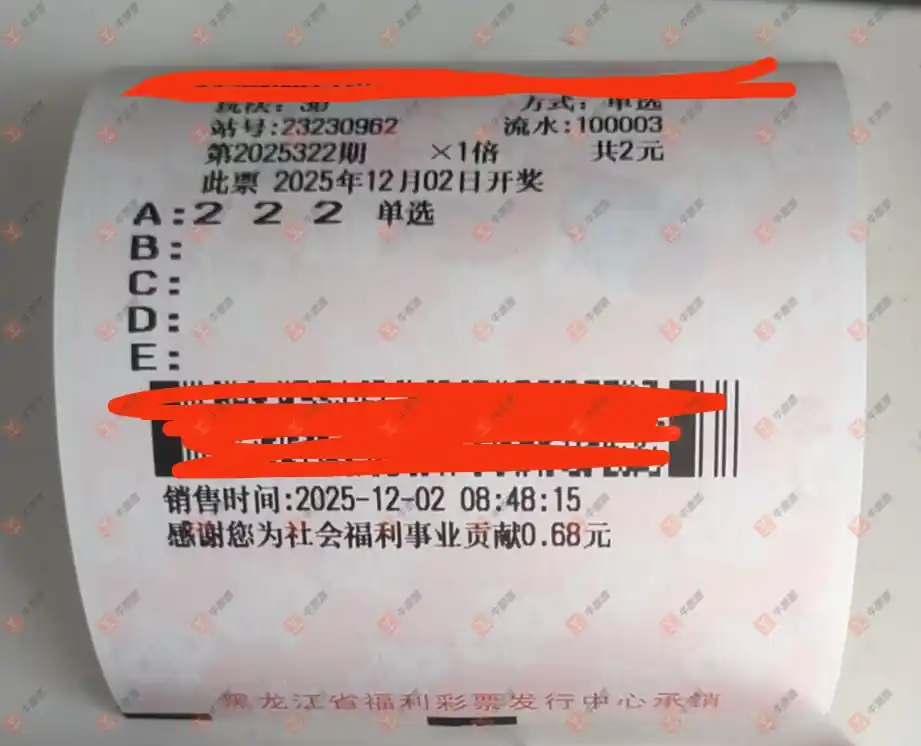 玩法：3D 方式：单选
站号:23230962 流水:100003
第2025322期 ×1倍 共2元
此票 2025年12月02日开奖
A:2 2 2 单选
B:
C:
D:
E:
销售时间:2025-12-02 08:48:15
感谢您为社会福利事业贡献0.68元
黑龙江省福利彩票发行中心承销